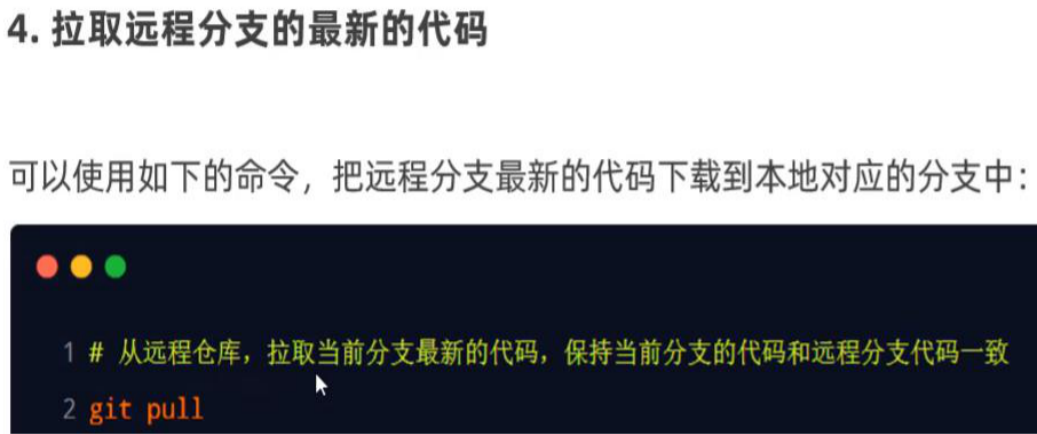 4. 拉取远程分支的最新的代码
可以使用如下的命令，把远程分支最新的代码下载到本地对应的分支中：
1 # 从远程仓库，拉取当前分支最新的代码，保持当前分支的代码和远程分支代码一致
2 git pull